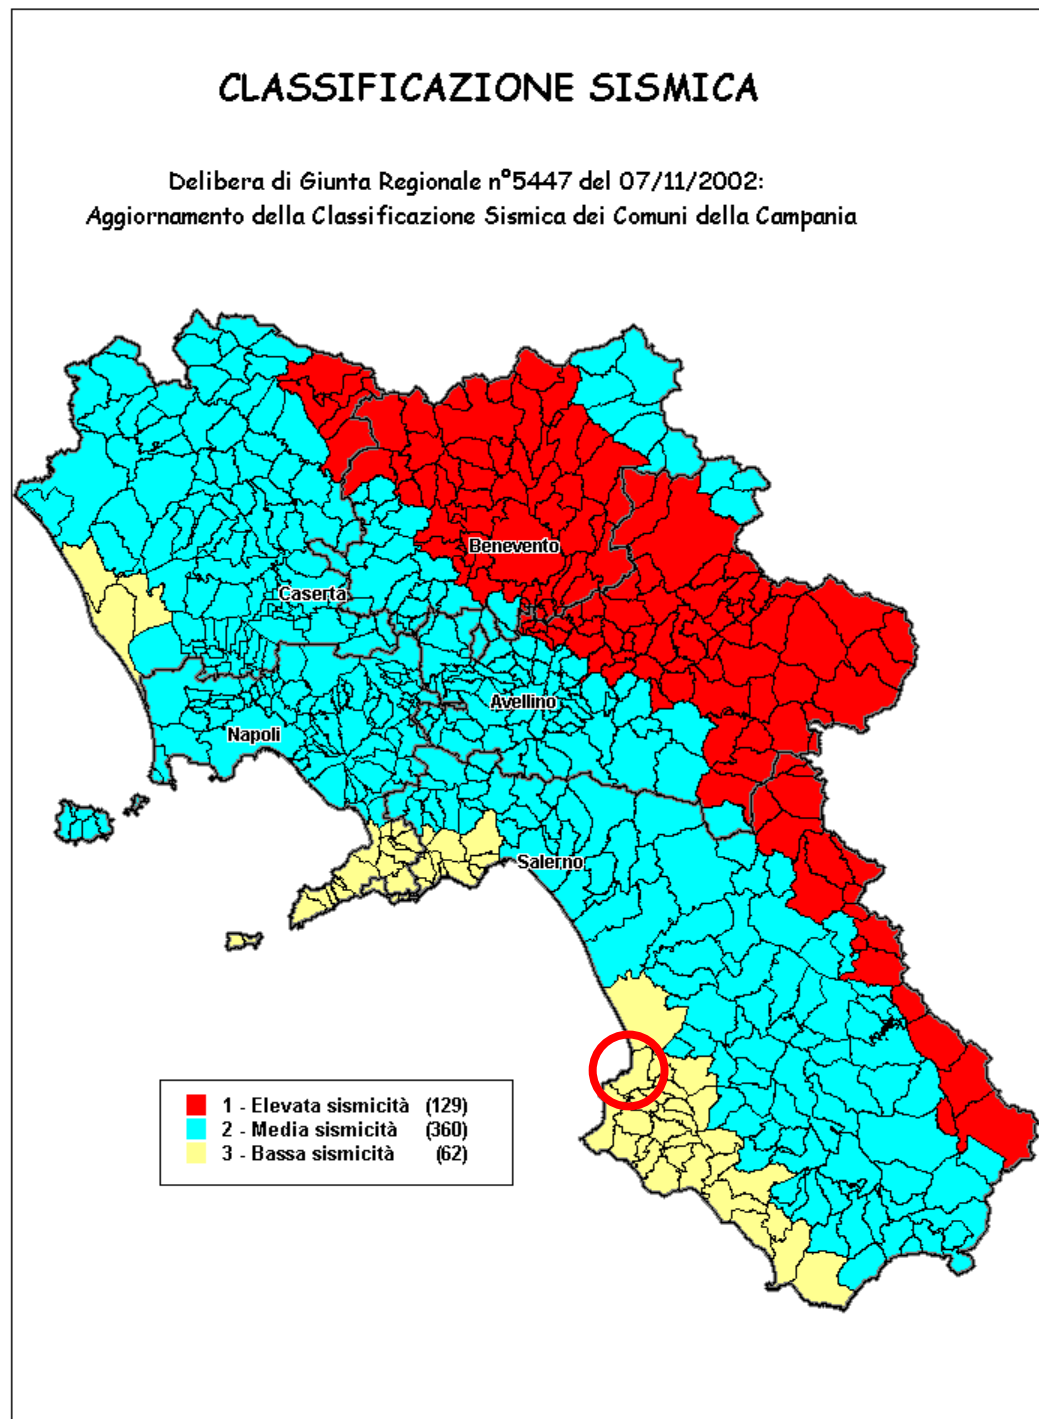 CLASSIFICAZIONE SISMICA
Delibera di Giunta Regionale n°5447 del 07/11/2002:
Aggiornamento della Classificazione Sismica dei Comuni della Campania
Benevento
Caserta
Avellino
Napoli
Salerno
1 - Elevata sismicità (129)
2 - Media sismicità (360)
3 - Bassa sismicità (62)